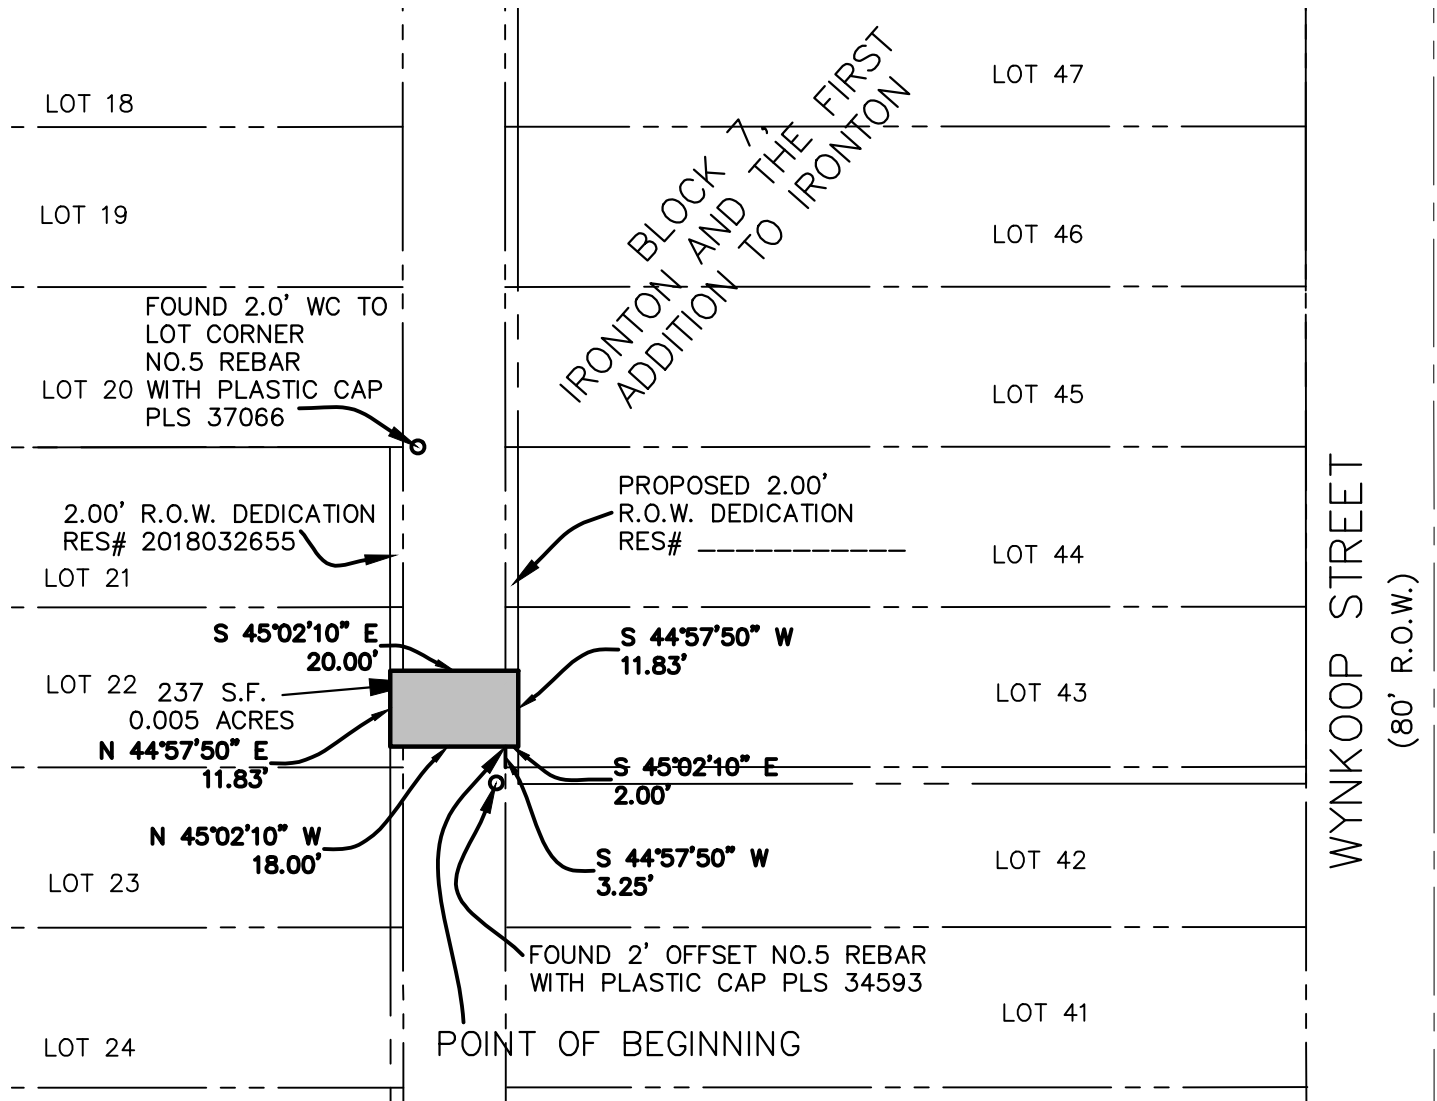 LOT 18
LOT 47
BLOCK 7,
IRONTON AND THE FIRST
ADDITION TO IRONTON
LOT 19
LOT 46
FOUND 2.0' WC TO
LOT CORNER
NO.5 REBAR
WITH PLASTIC CAP
PLS 37066
LOT 20
LOT 45
2.00' R.O.W. DEDICATION
RES# 2018032655
PROPOSED 2.00'
R.O.W. DEDICATION
RES# ___________
LOT 21
LOT 44
WYNKOOP STREET
(80' R.O.W.)
S 45°02'10" E
20.00'
S 44°57'50" W
11.83'
LOT 22
237 S.F.
0.005 ACRES
LOT 43
N 44°57'50" E
11.83'
S 45°02'10" E
2.00'
N 45°02'10" W
18.00'
S 44°57'50" W
3.25'
LOT 23
LOT 42
FOUND 2' OFFSET NO.5 REBAR
WITH PLASTIC CAP PLS 34593
LOT 41
POINT OF BEGINNING
LOT 24